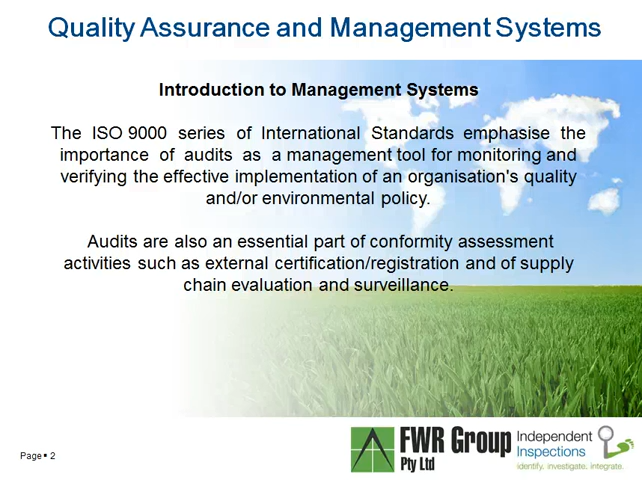 Quality Assurance and Management Systems
Introduction to Management Systems
The ISO 9000 series of International Standards emphasise the
importance of audits as a management tool for monitoring and
verifying the effective implementation of an organisation's quality
and/or environmental policy.
Audits are also an essential part of conformity assessment
activities such as external certification/registration and of supply
chain evaluation and surveillance.
Page ▪ 2
FWR Group
Pty Ltd
Independent
Inspections
identify, investigate, integrate.